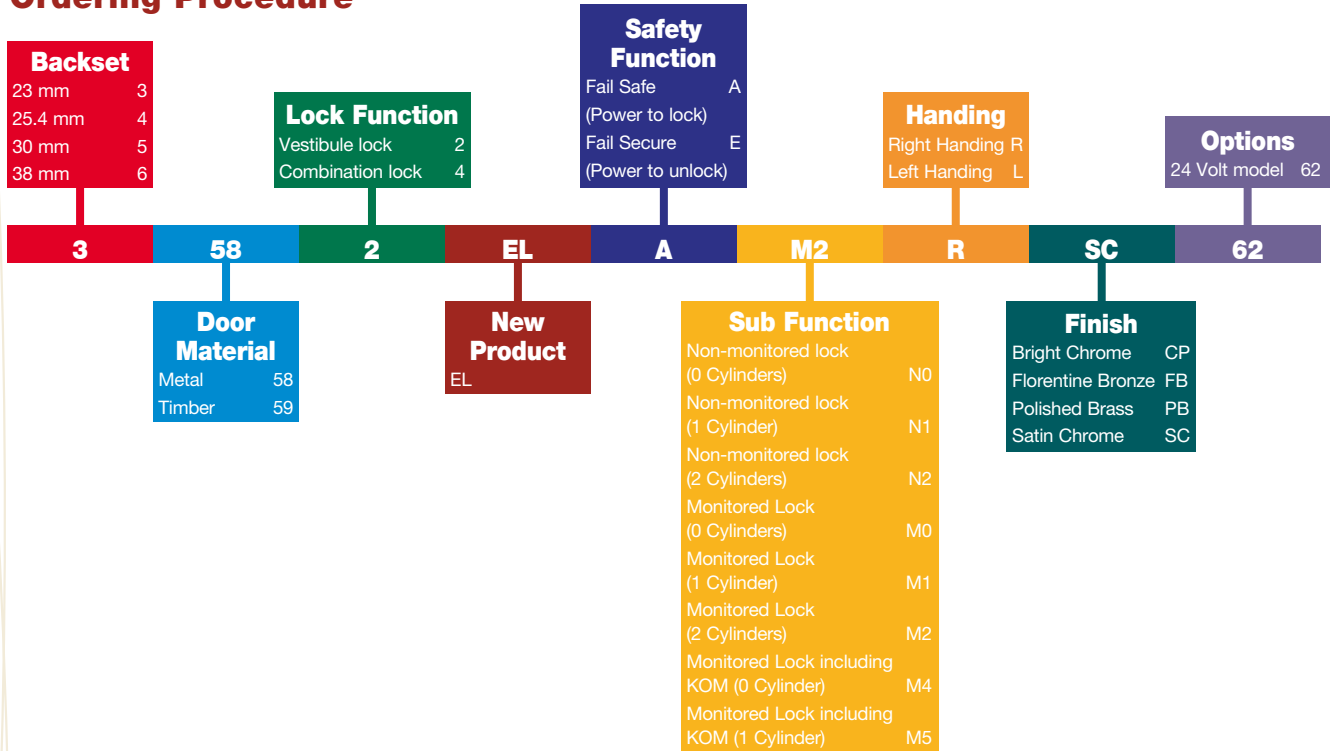 Ordering Procedure
Backset
23 mm 3
25.4 mm 4
30 mm 5
38 mm 6
Lock Function
Vestibule lock 2
Combination lock 4
Safety
Function
Fail Safe A
(Power to lock)
Fail Secure E
(Power to unlock)
Handing
Right Handing R
Left Handing L
Options
24 Volt model 62
3 58 2 EL A M2 R SC 62
Door
Material
Metal 58
Timber 59
New
Product
EL
Sub Function
Non-monitored lock
(0 Cylinders) N0
Non-monitored lock
(1 Cylinder) N1
Non-monitored lock
(2 Cylinders) N2
Monitored Lock
(0 Cylinders) M0
Monitored Lock
(1 Cylinder) M1
Monitored Lock
(2 Cylinders) M2
Monitored Lock including
KOM (0 Cylinder) M4
Monitored Lock including
KOM (1 Cylinder) M5
Finish
Bright Chrome CP
Florentine Bronze FB
Polished Brass PB
Satin Chrome SC